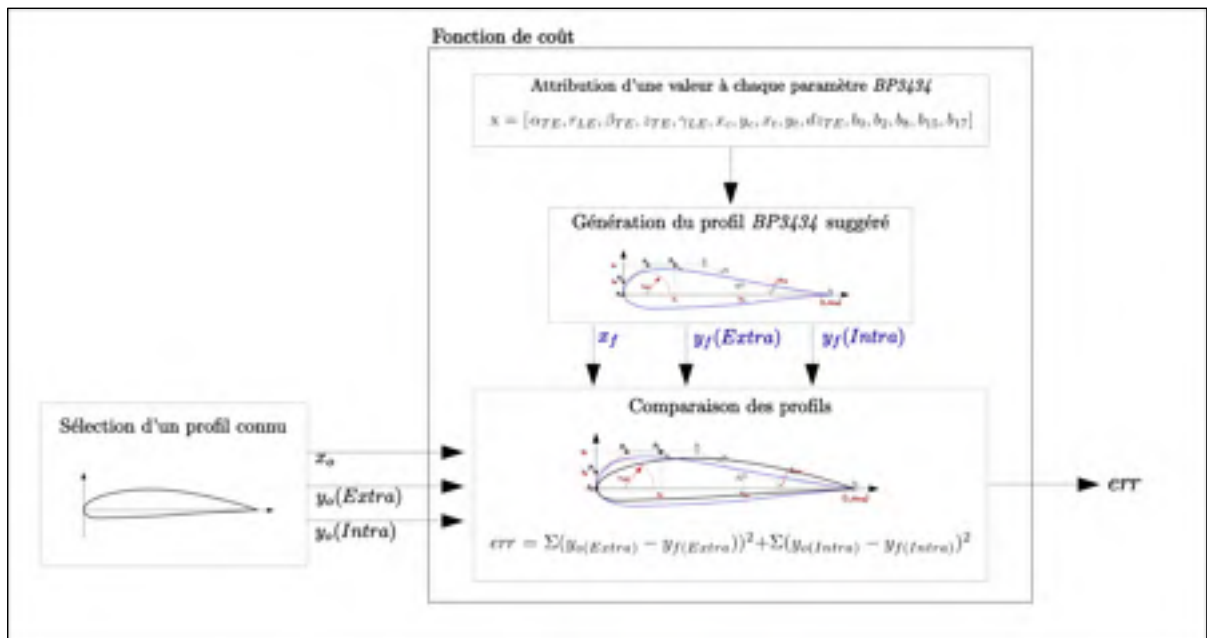 Fonction de coût
Attribution d'une valeur à chaque paramètre BP3434
x = [α_TE, r_LE, β_TE, z_TE, γ_LE, x_c, y_c, x_t, y_t, dz_TE, b_0, b_2, b_8, b_15, b_17]
Génération du profil BP3434 suggéré
x_f
y_f(Extra)
y_f(Intra)
Sélection d'un profil connu
x_o
y_o(Extra)
y_o(Intra)
Comparaison des profils
err = Σ(y_o(Extra) − y_f(Extra))² + Σ(y_o(Intra) − y_f(Intra))²
err